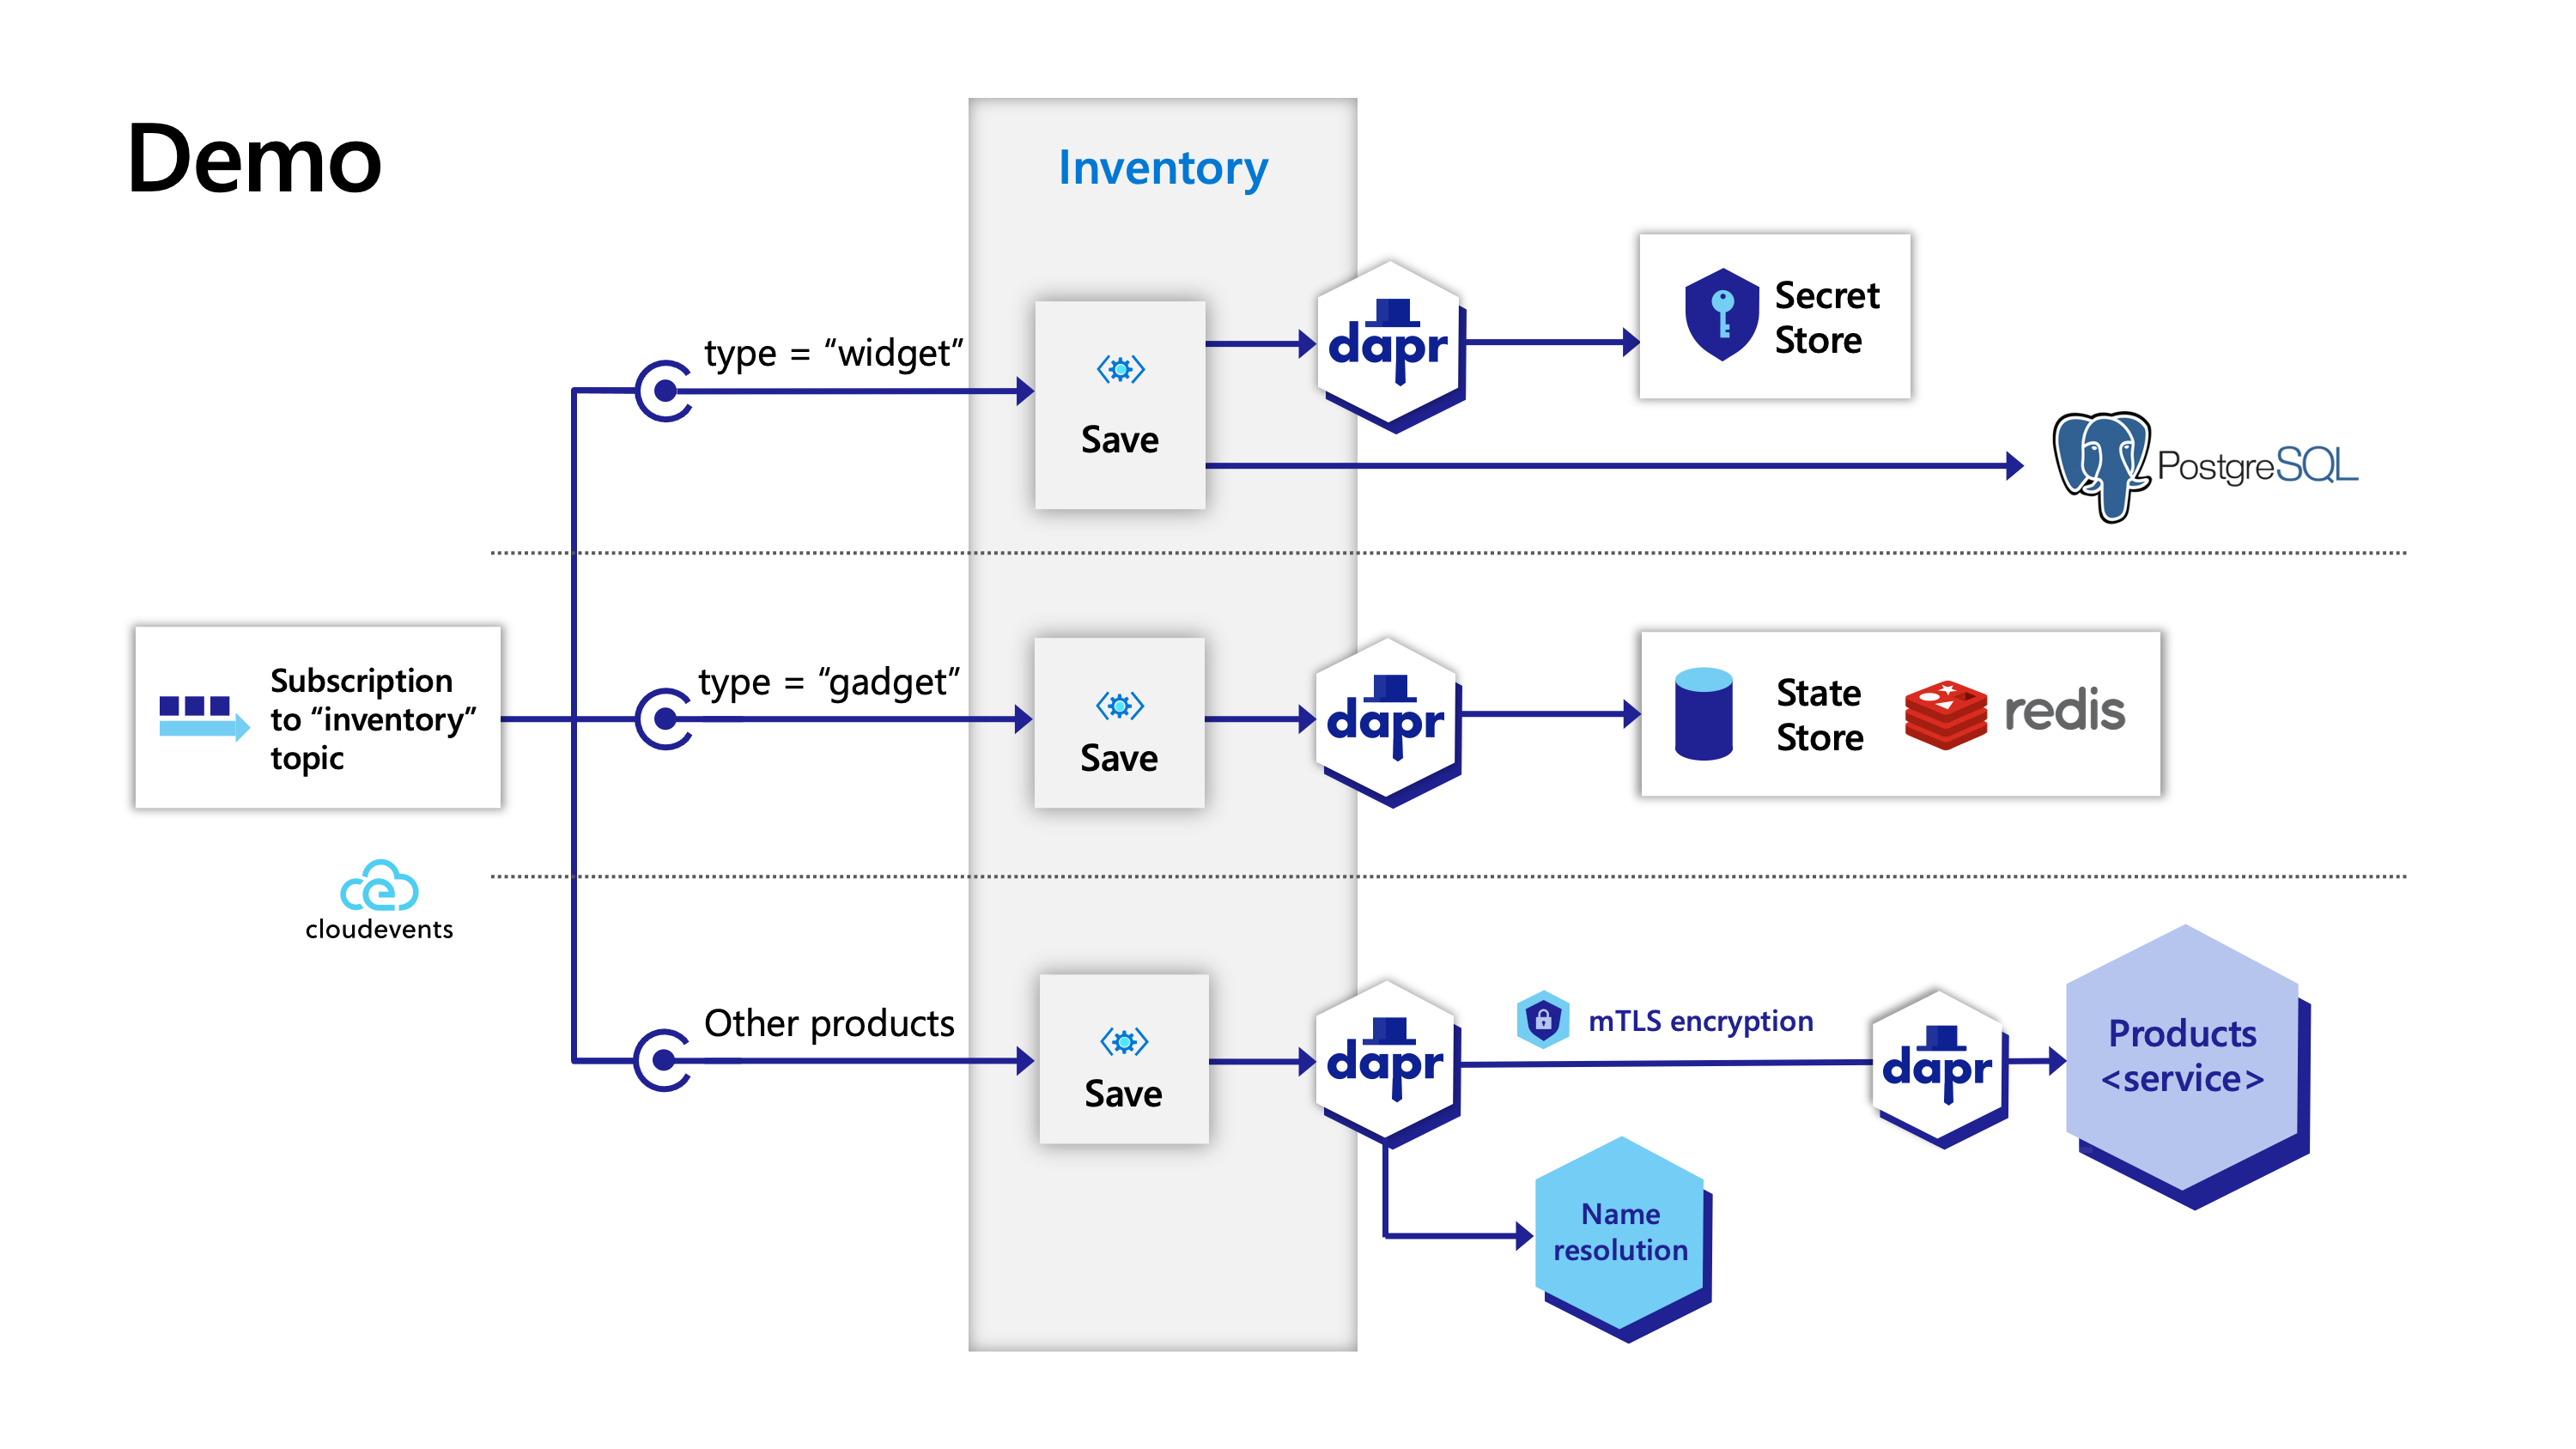 Demo
Inventory
type = “widget”
Save
dapr
Secret
Store
PostgreSQL
Subscription
to “inventory”
topic
cloudevents
type = “gadget”
Save
dapr
State
Store
redis
Other products
Save
dapr
mTLS encryption
dapr
Products
<service>
Name
resolution